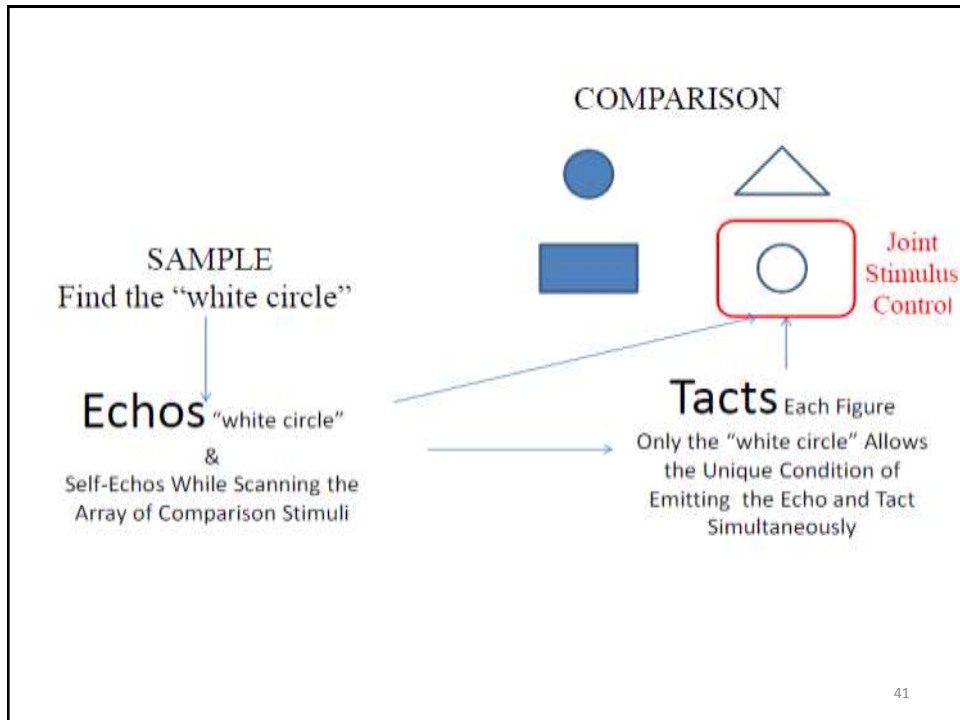 COMPARISON
SAMPLE
Find the “white circle”
Joint
Stimulus
Control
Echos “white circle”
&
Self-Echos While Scanning the
Array of Comparison Stimuli
Tacts Each Figure
Only the “white circle” Allows
the Unique Condition of
Emitting the Echo and Tact
Simultaneously
41